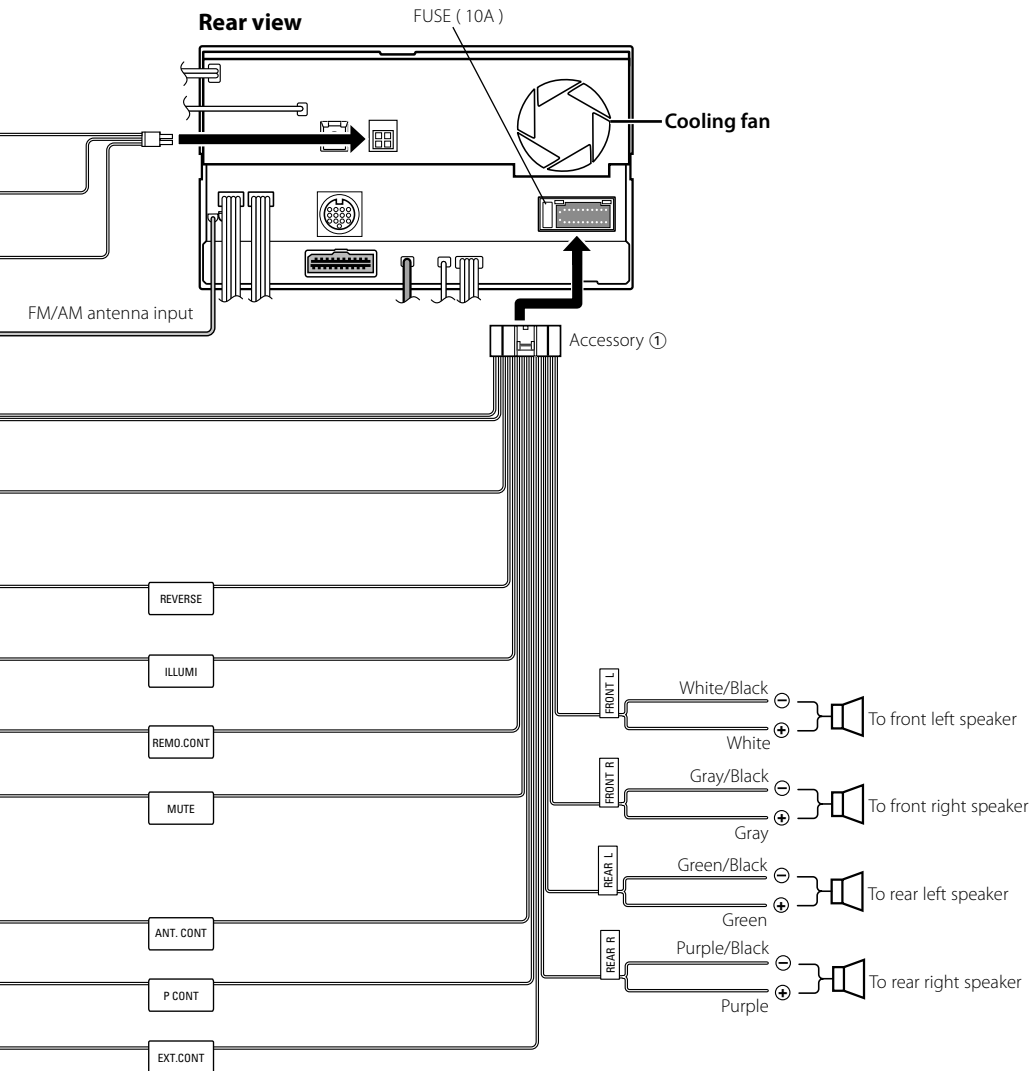 Rear view
FUSE ( 10A )
Cooling fan
FM/AM antenna input
Accessory ①
REVERSE
ILLUMI
REMO.CONT
MUTE
ANT. CONT
P CONT
EXT.CONT
FRONT L
White/Black
⊖
⊕
White
To front left speaker
FRONT R
Gray/Black
⊖
⊕
Gray
To front right speaker
REAR L
Green/Black
⊖
⊕
Green
To rear left speaker
REAR R
Purple/Black
⊖
⊕
Purple
To rear right speaker